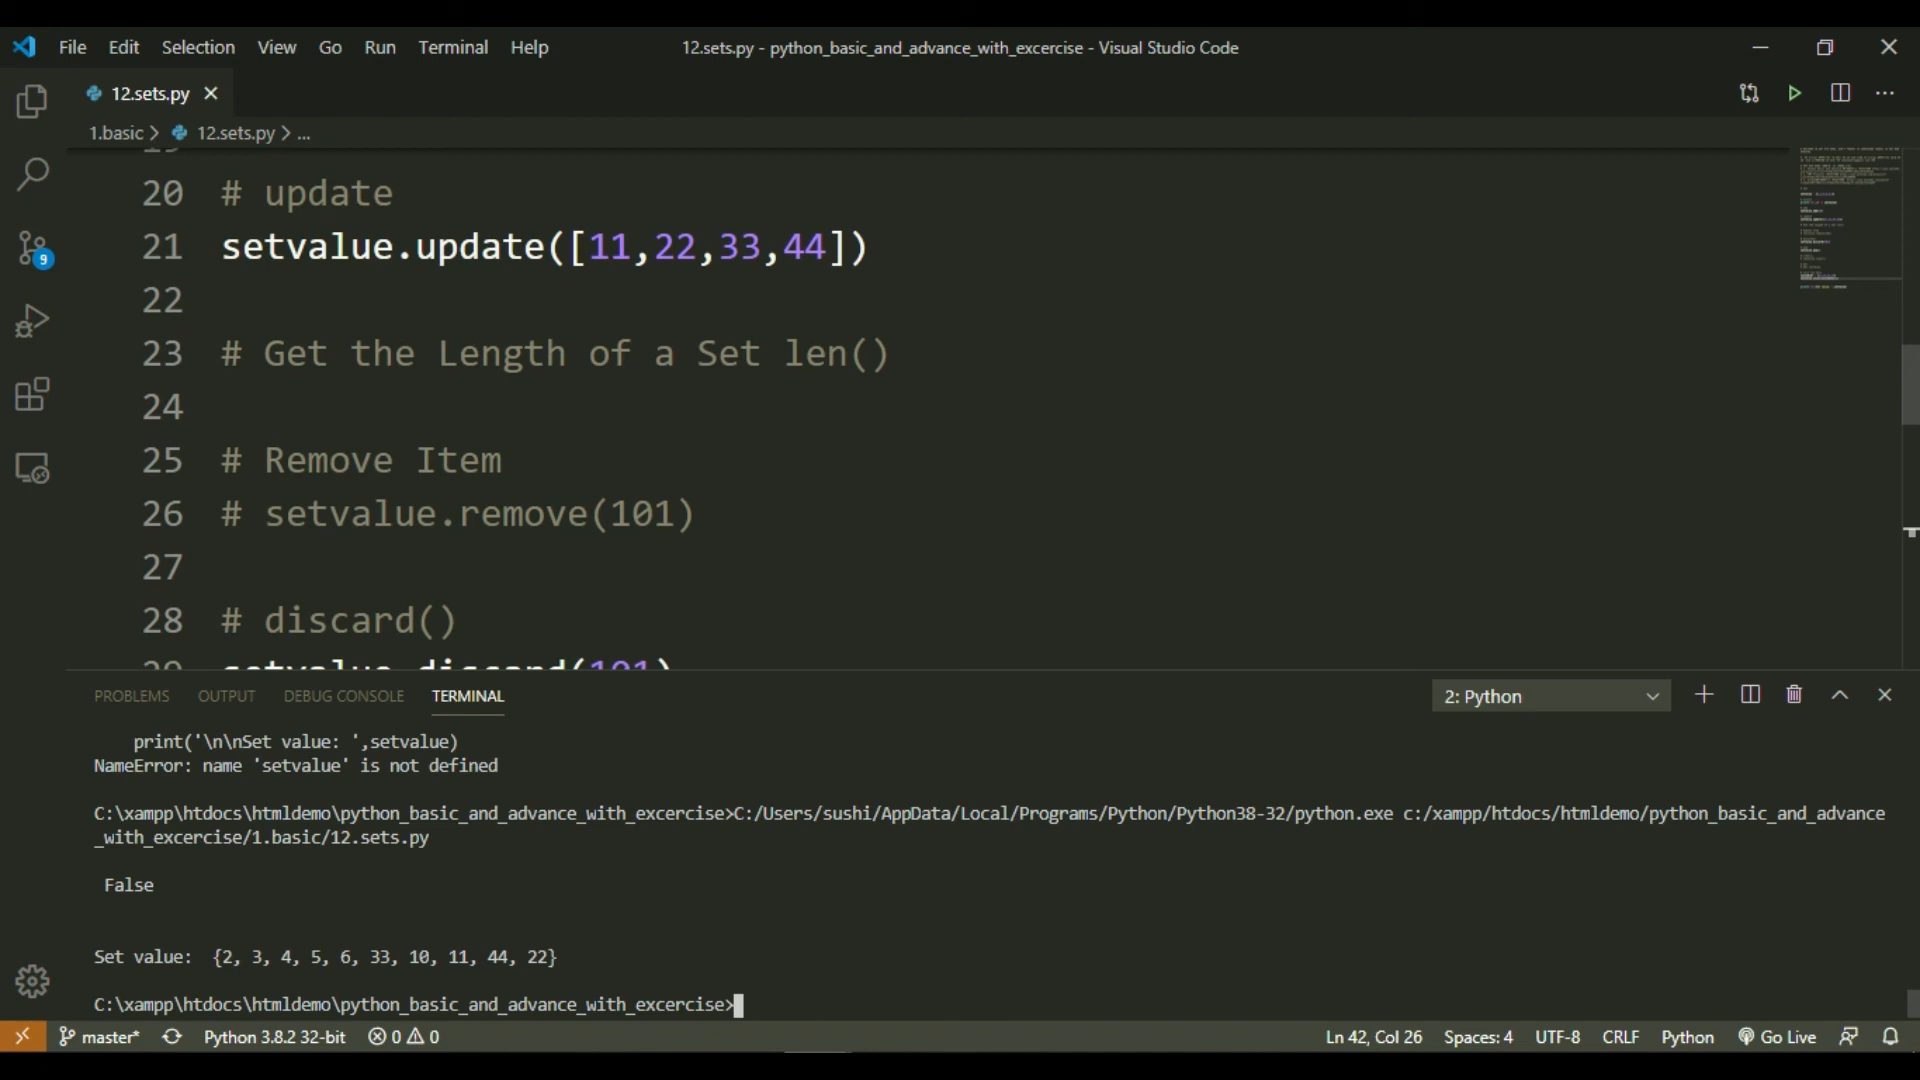 File Edit Selection View Go Run Terminal Help
12.sets.py - python_basic_and_advance_with_excercise - Visual Studio Code
12.sets.py
1.basic > 12.sets.py > ...
20 # update
21 setvalue.update([11,22,33,44])
22
23 # Get the Length of a Set len()
24
25 # Remove Item
26 # setvalue.remove(101)
27
28 # discard()
29 setvalue.discard(101)
9
PROBLEMS OUTPUT DEBUG CONSOLE TERMINAL
2: Python
print('\n\nSet value: ',setvalue)
NameError: name 'setvalue' is not defined
C:\xampp\htdocs\htmldemo\python_basic_and_advance_with_excercise>C:/Users/sushi/AppData/Local/Programs/Python/Python38-32/python.exe c:/xampp/htdocs/htmldemo/python_basic_and_advance
_with_excercise/1.basic/12.sets.py
False
Set value:  {2, 3, 4, 5, 6, 33, 10, 11, 44, 22}
C:\xampp\htdocs\htmldemo\python_basic_and_advance_with_excercise>
master* Python 3.8.2 32-bit 0 0 Ln 42, Col 26 Spaces: 4 UTF-8 CRLF Python Go Live